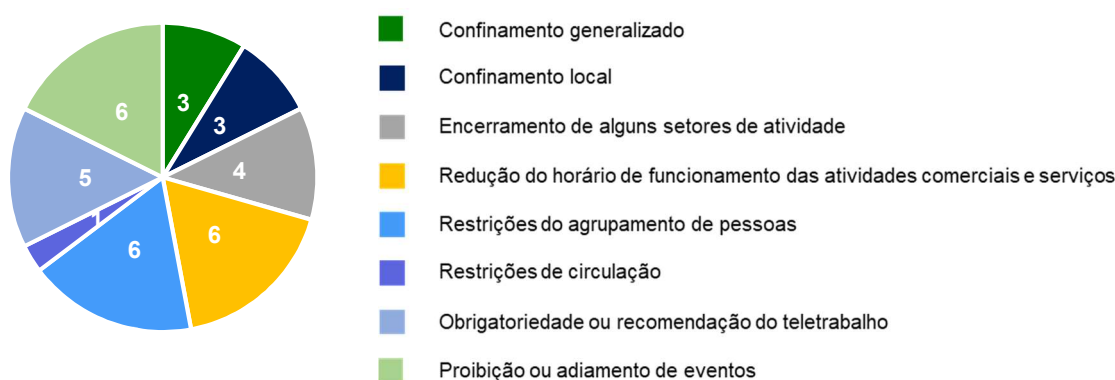 3
3
4
6
6
1
5
6
Confinamento generalizado
Confinamento local
Encerramento de alguns setores de atividade
Redução do horário de funcionamento das atividades comerciais e serviços
Restrições do agrupamento de pessoas
Restrições de circulação
Obrigatoriedade ou recomendação do teletrabalho
Proibição ou adiamento de eventos